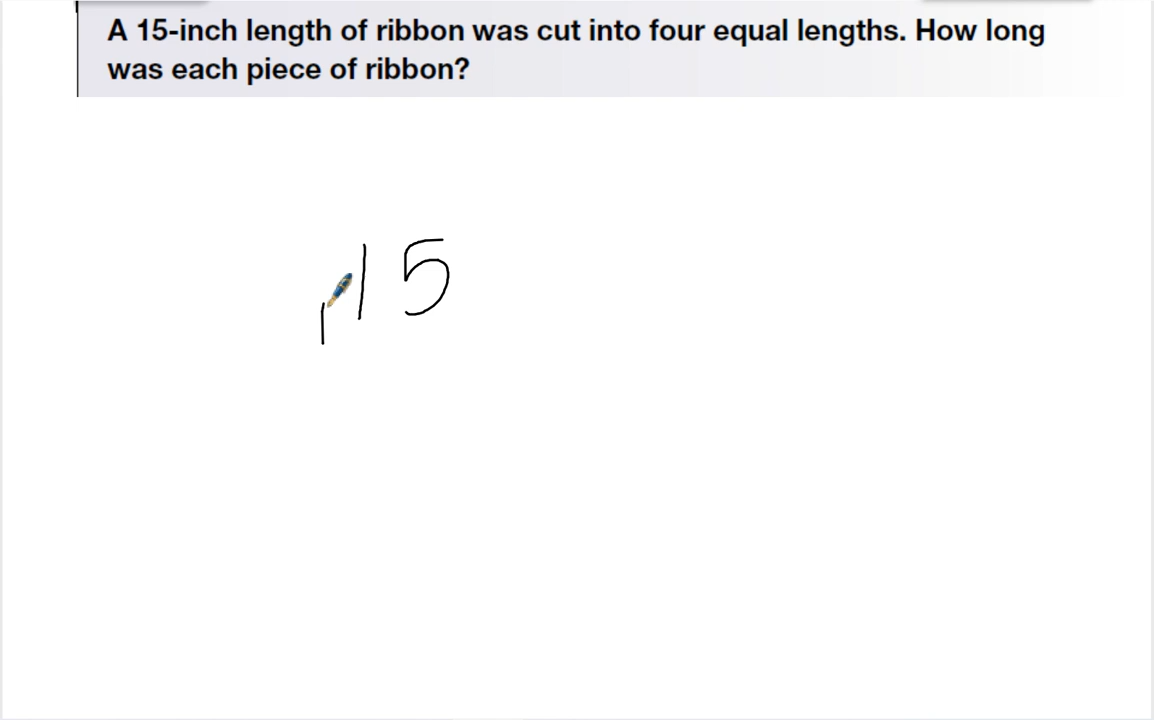 A 15-inch length of ribbon was cut into four equal lengths. How long
was each piece of ribbon?
15